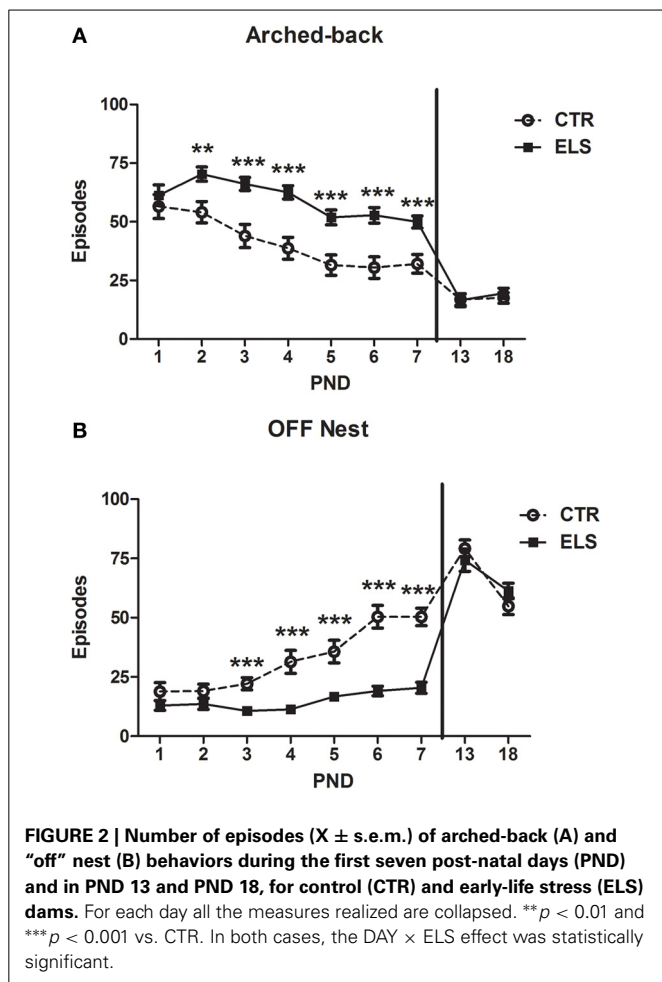 A
Arched-back
100
75
50
25
0
Episodes
** *** *** *** *** ***
CTR
ELS
1 2 3 4 5 6 7 13 18
PND
B
OFF Nest
100
75
50
25
0
Episodes
*** *** *** *** ***
CTR
ELS
1 2 3 4 5 6 7 13 18
PND
FIGURE 2 | Number of episodes (X ± s.e.m.) of arched-back (A) and
“off” nest (B) behaviors during the first seven post-natal days (PND)
and in PND 13 and PND 18, for control (CTR) and early-life stress (ELS)
dams. For each day all the measures realized are collapsed. **p < 0.01 and
***p < 0.001 vs. CTR. In both cases, the DAY × ELS effect was statistically
significant.